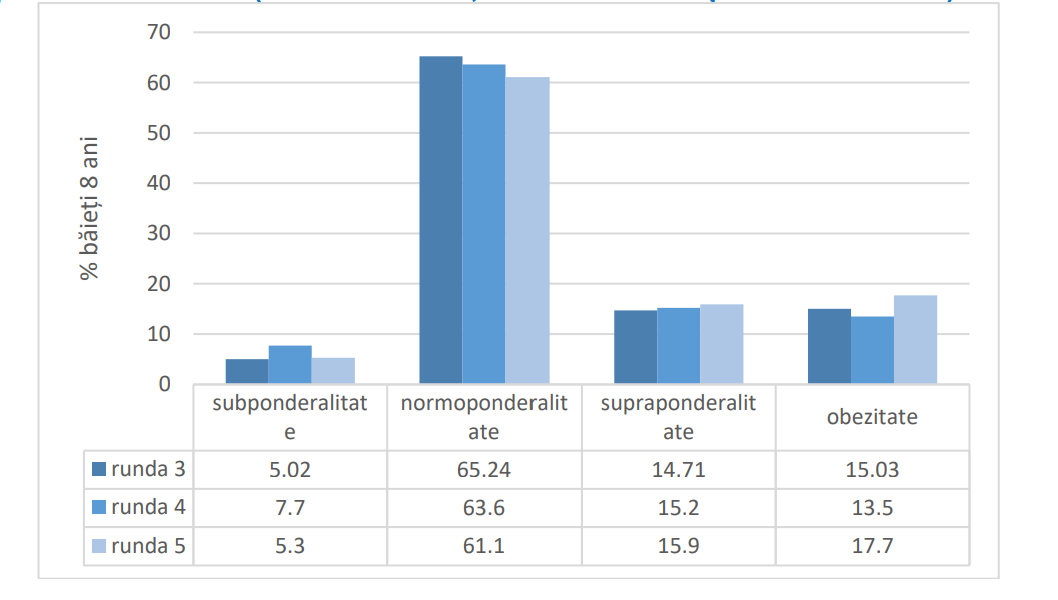 70
60
50
40
30
20
10
0
% băieți 8 ani
subponderalitat
e
normoponderalit
ate
supraponderalit
ate
obezitate
runda 3 5.02 65.24 14.71 15.03
runda 4 7.7 63.6 15.2 13.5
runda 5 5.3 61.1 15.9 17.7